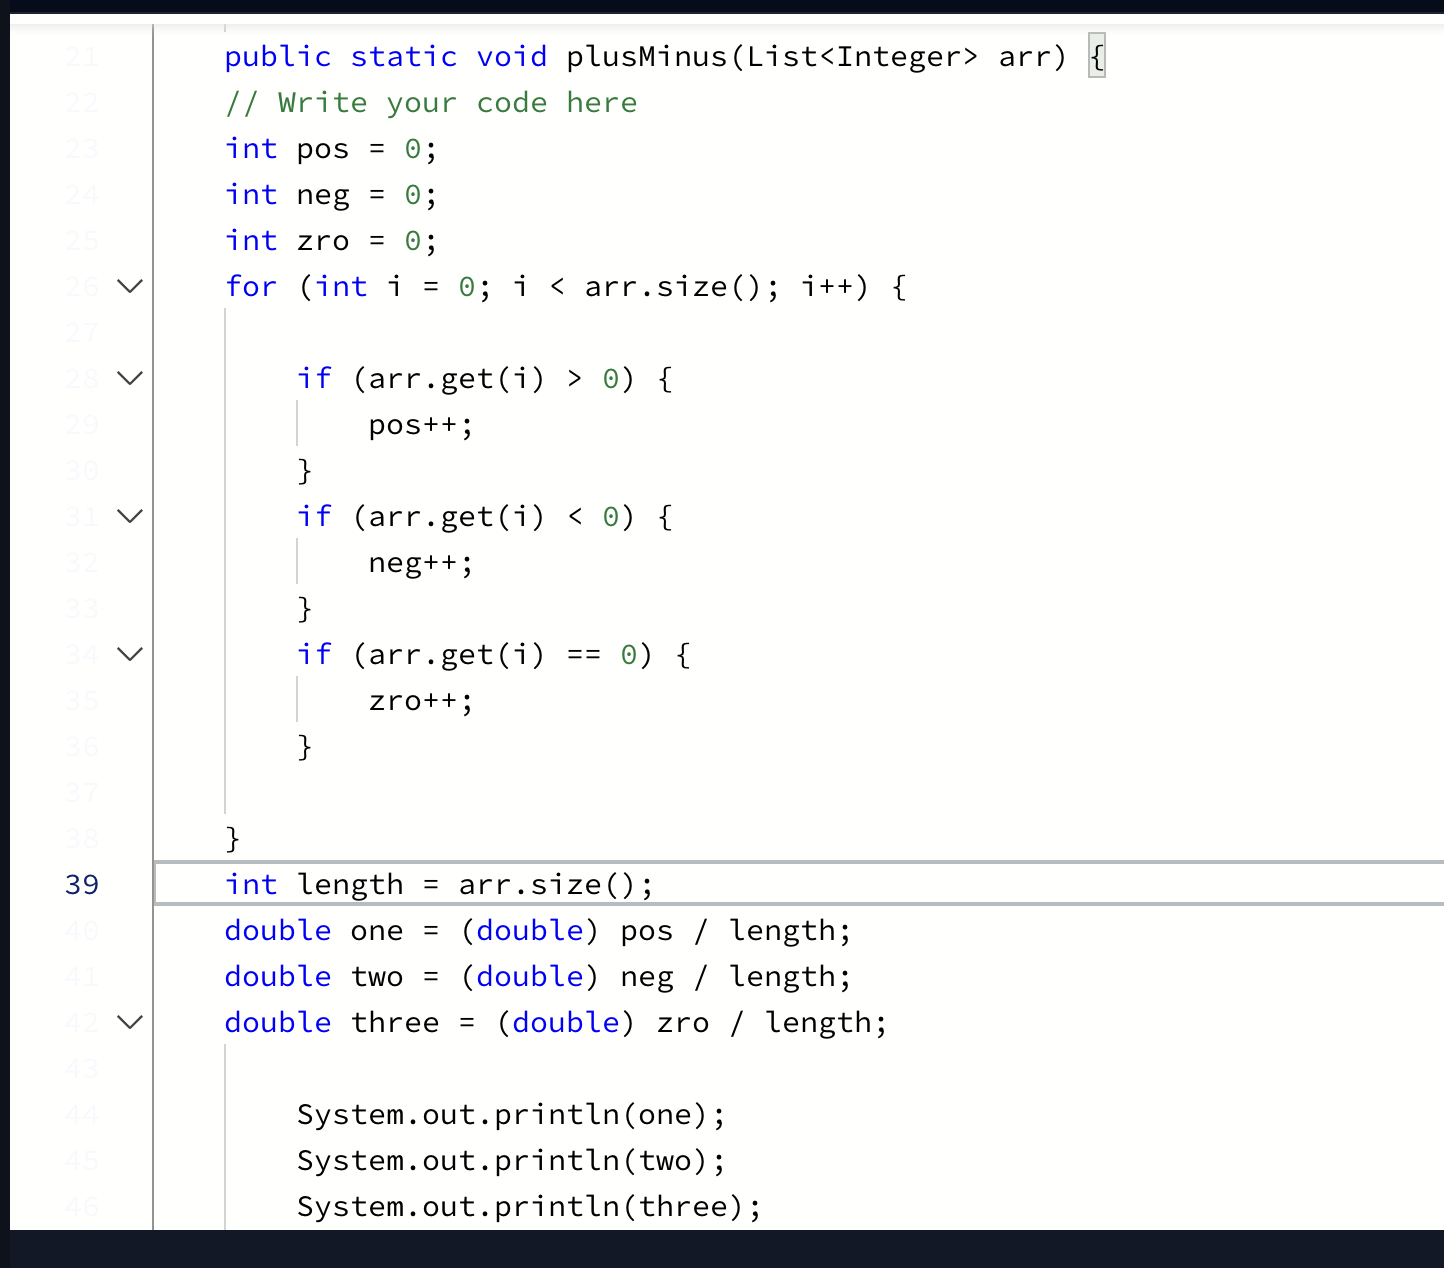 21 public static void plusMinus(List<Integer> arr) {
22 // Write your code here
23 int pos = 0;
24 int neg = 0;
25 int zro = 0;
26 for (int i = 0; i < arr.size(); i++) {
27
28 if (arr.get(i) > 0) {
29 pos++;
30 }
31 if (arr.get(i) < 0) {
32 neg++;
33 }
34 if (arr.get(i) == 0) {
35 zro++;
36 }
37
38 }
39 int length = arr.size();
40 double one = (double) pos / length;
41 double two = (double) neg / length;
42 double three = (double) zro / length;
43
44 System.out.println(one);
45 System.out.println(two);
46 System.out.println(three);